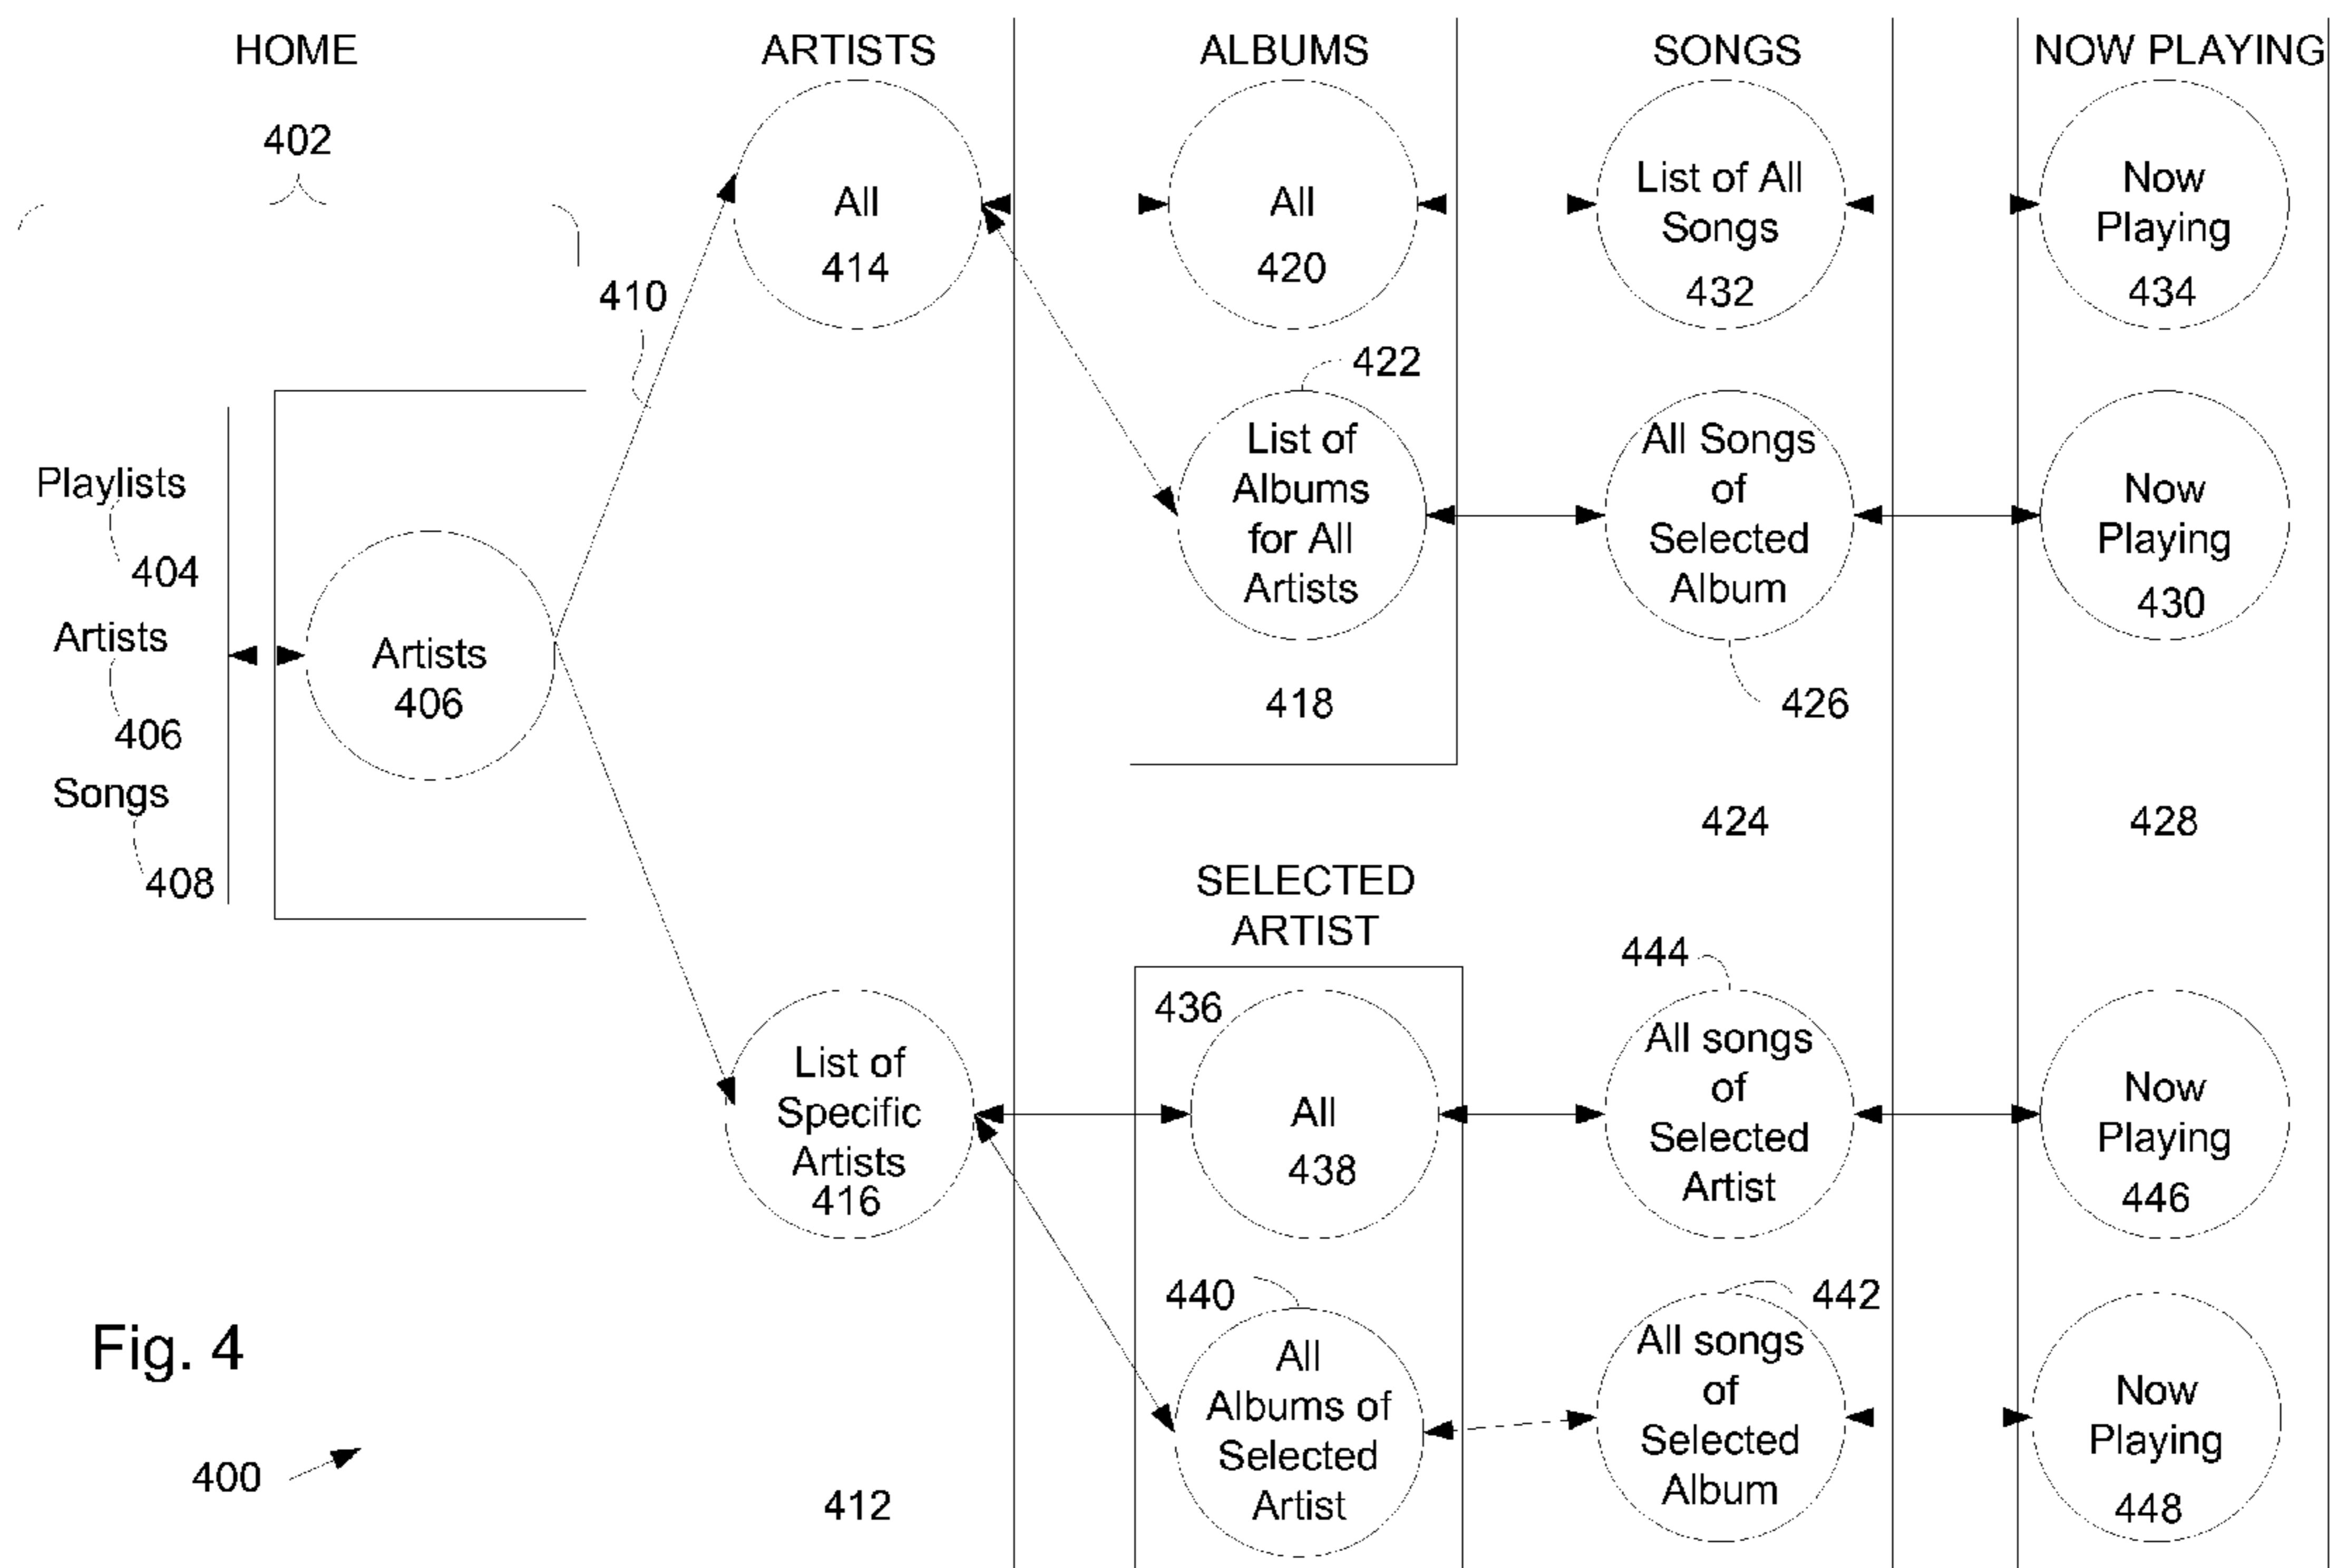 HOME
402
Playlists
404
Artists
406
Songs
408
Artists
406
410
ARTISTS
All
414
List of
Specific
Artists
416
412
ALBUMS
All
420
422
List of
Albums
for All
Artists
418
SELECTED
ARTIST
436
All
438
440
All
Albums of
Selected
Artist
SONGS
List of All
Songs
432
All Songs
of
Selected
Album
426
424
444
All songs
of
Selected
Artist
442
All songs
of
Selected
Album
NOW PLAYING
Now
Playing
434
Now
Playing
430
428
Now
Playing
446
Now
Playing
448
Fig. 4
400